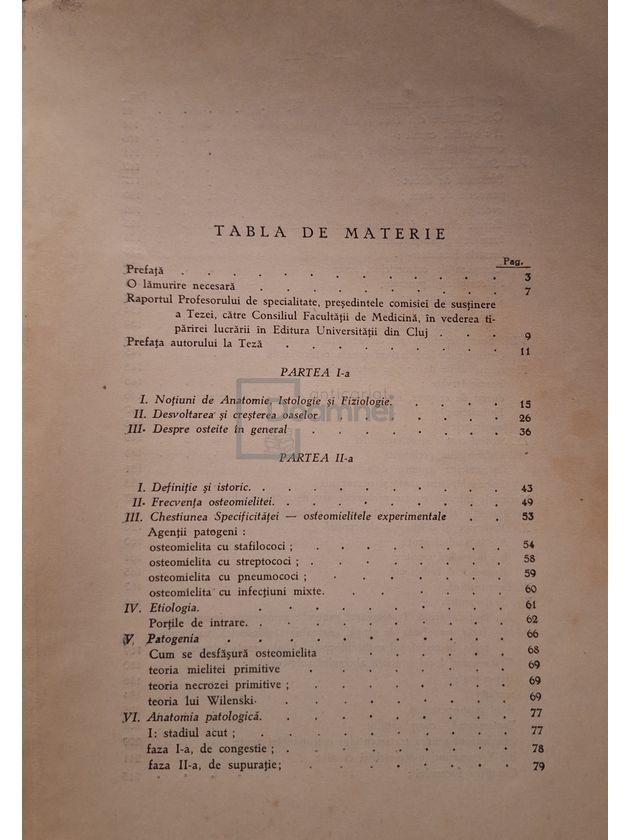 TABLA DE MATERIE
Pag.
Prefață . . . . . . . . . . . . 3
O lămurire necesară . . . . . . . . . . 7
Raportul Profesorului de specialitate, președintele comisiei de susținere
a Tezei, către Consiliul Facultății de Medicină, în vederea ti-
păririi lucrării în Editura Universității din Cluj . . . 9
Prefața autorului la Teză . . . . . . . . 11
PARTEA I-a
I. Noțiuni de Anatomie, Istologie și Fiziologie. . . . . . 15
II. Desvoltarea și creșterea oaselor . . . . . . . 26
III. Despre osteite în general . . . . . . . . 36
PARTEA II-a
I. Definiție și istoric. . . . . . . . . . 43
II. Frecvența osteomielitei. . . . . . . . . 49
III. Chestiunea Specificităței — osteomielitele experimentale . . 53
Agenții patogeni :
osteomielita cu stafilococi ; . . . . . . . 54
osteomielita cu streptococi ; . . . . . . . 58
osteomielita cu pneumococi ; . . . . . . . 59
osteomielita cu infecțiuni mixte. . . . . . . 60
IV. Etiologia. . . . . . . . . . . 61
Porțile de intrare. . . . . . . . . . 62
V. Patogenia . . . . . . . . . . 66
Cum se desfășură osteomielita . . . . . . 68
teoria mielitei primitive . . . . . . . 69
teoria necrozei primitive ; . . . . . . . 69
teoria lui Wilenski. . . . . . . . . 69
VI. Anatomia patologică. . . . . . . . . 77
I: stadiul acut ; . . . . . . . . . 77
faza I-a, de congestie ; . . . . . . . . 78
faza II-a, de supurație; . . . . . . . . 79